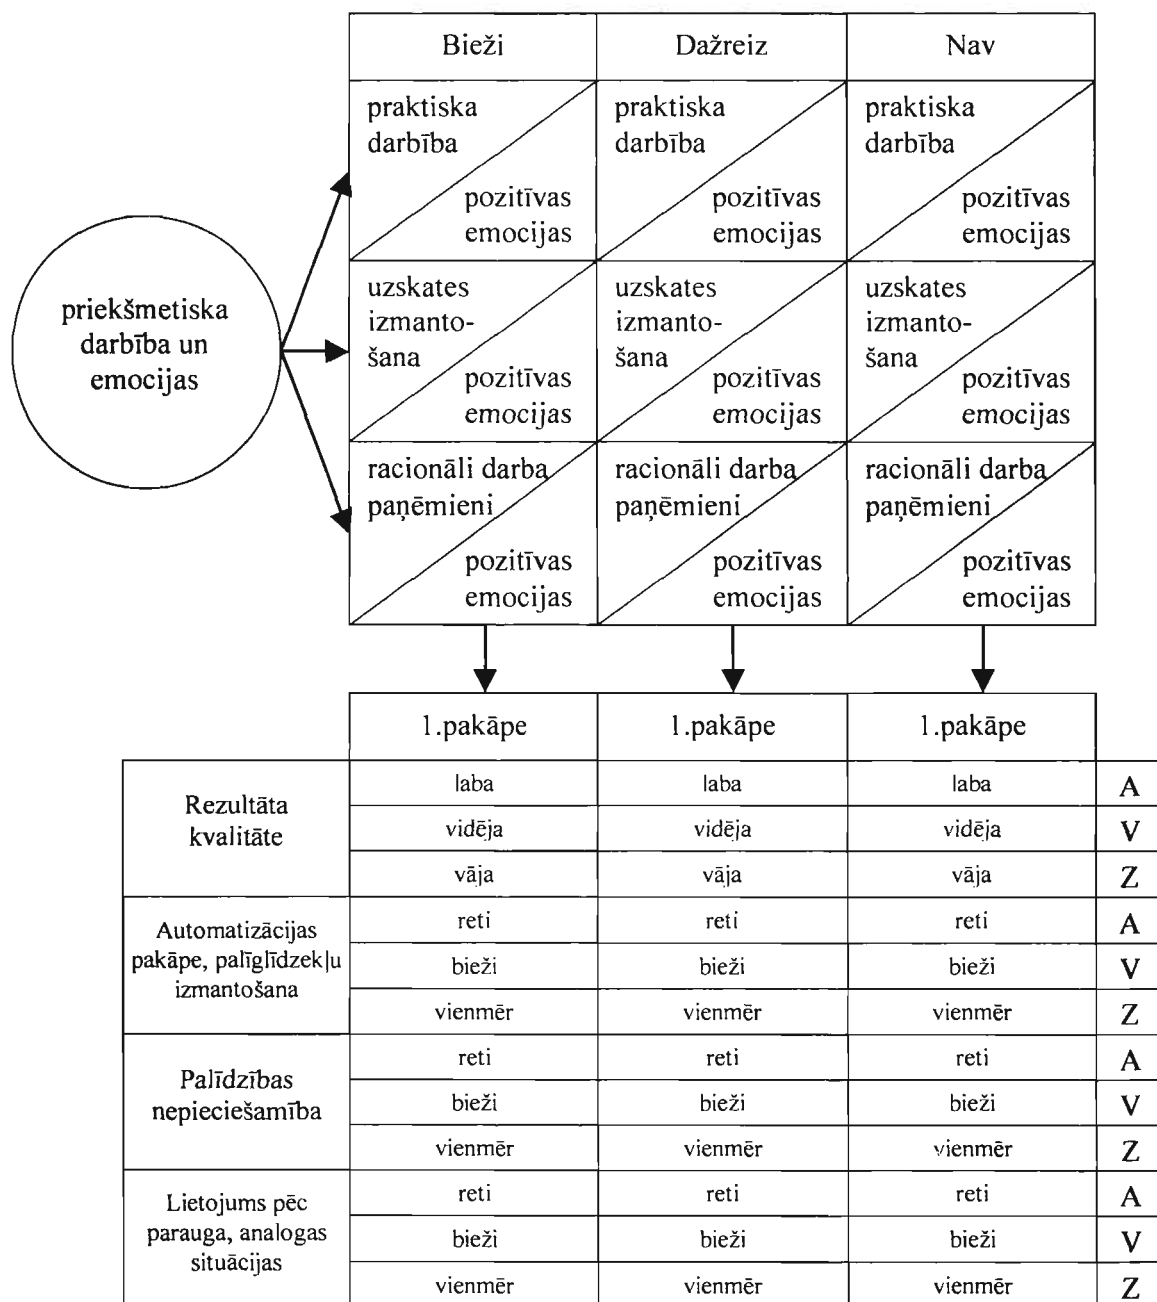 Bieži Dažreiz Nav
praktiska praktiska praktiska
darbība darbība darbība
pozitīvas pozitīvas pozitīvas
emocijas emocijas emocijas
priekšmetiska
darbība un
emocijas
uzskates uzskates uzskates
izmanto- izmanto- izmanto-
šana šana šana
pozitīvas pozitīvas pozitīvas
emocijas emocijas emocijas
racionāli darba racionāli darba racionāli darba
paņēmieni paņēmieni paņēmieni
pozitīvas pozitīvas pozitīvas
emocijas emocijas emocijas
1.pakāpe 1.pakāpe 1.pakāpe
Rezultāta
kvalitāte
laba laba laba A
vidēja vidēja vidēja V
vāja vāja vāja Z
Automatizācijas
pakāpe, palīglīdzekļu
izmantošana
reti reti reti A
bieži bieži bieži V
vienmēr vienmēr vienmēr Z
Palīdzības
nepieciešamība
reti reti reti A
bieži bieži bieži V
vienmēr vienmēr vienmēr Z
Lietojums pēc
parauga, analogas
situācijas
reti reti reti A
bieži bieži bieži V
vienmēr vienmēr vienmēr Z